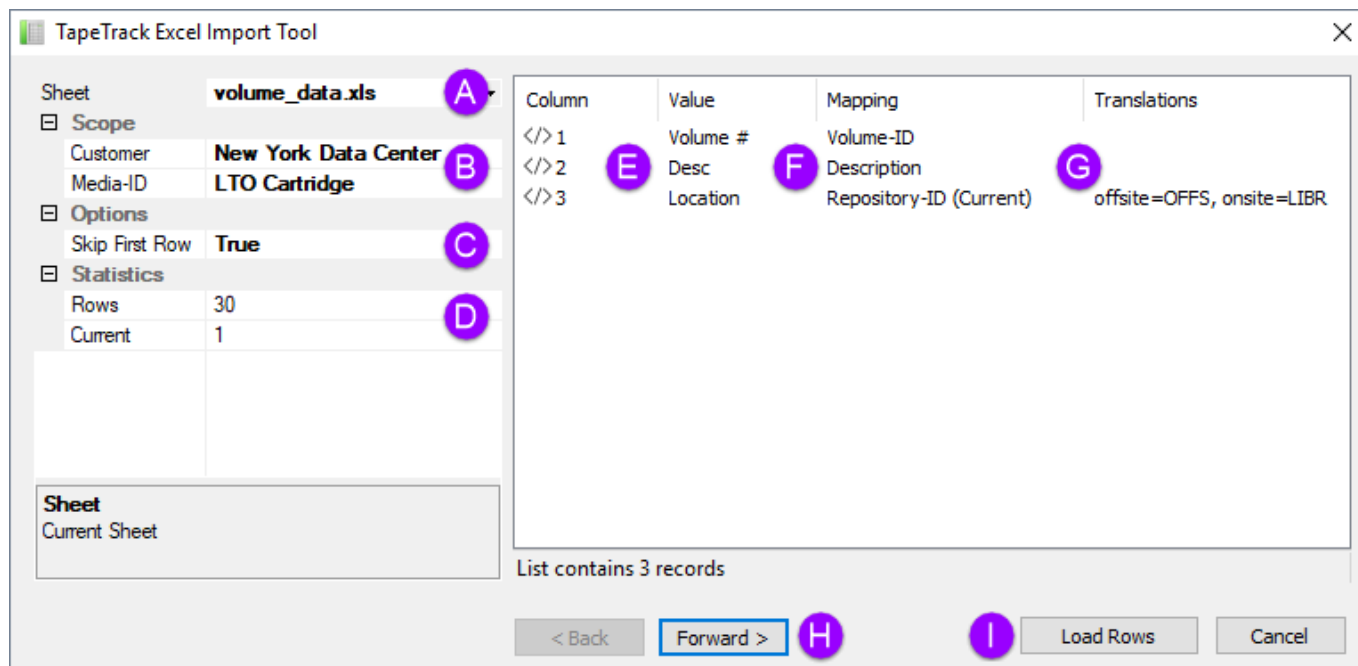 TapeTrack Excel Import Tool
Sheet volume_data.xls A
Scope
Customer New York Data Center
B
Media-ID LTO Cartridge
Options
Skip First Row True C
Statistics
Rows 30
D
Current 1
Sheet
Current Sheet
Column Value Mapping Translations
</> 1 Volume # Volume-ID
</> 2 E Desc F Description G
</> 3 Location Repository-ID (Current) offsite=OFFS, onsite=LIBR
List contains 3 records
< Back Forward > H I Load Rows Cancel